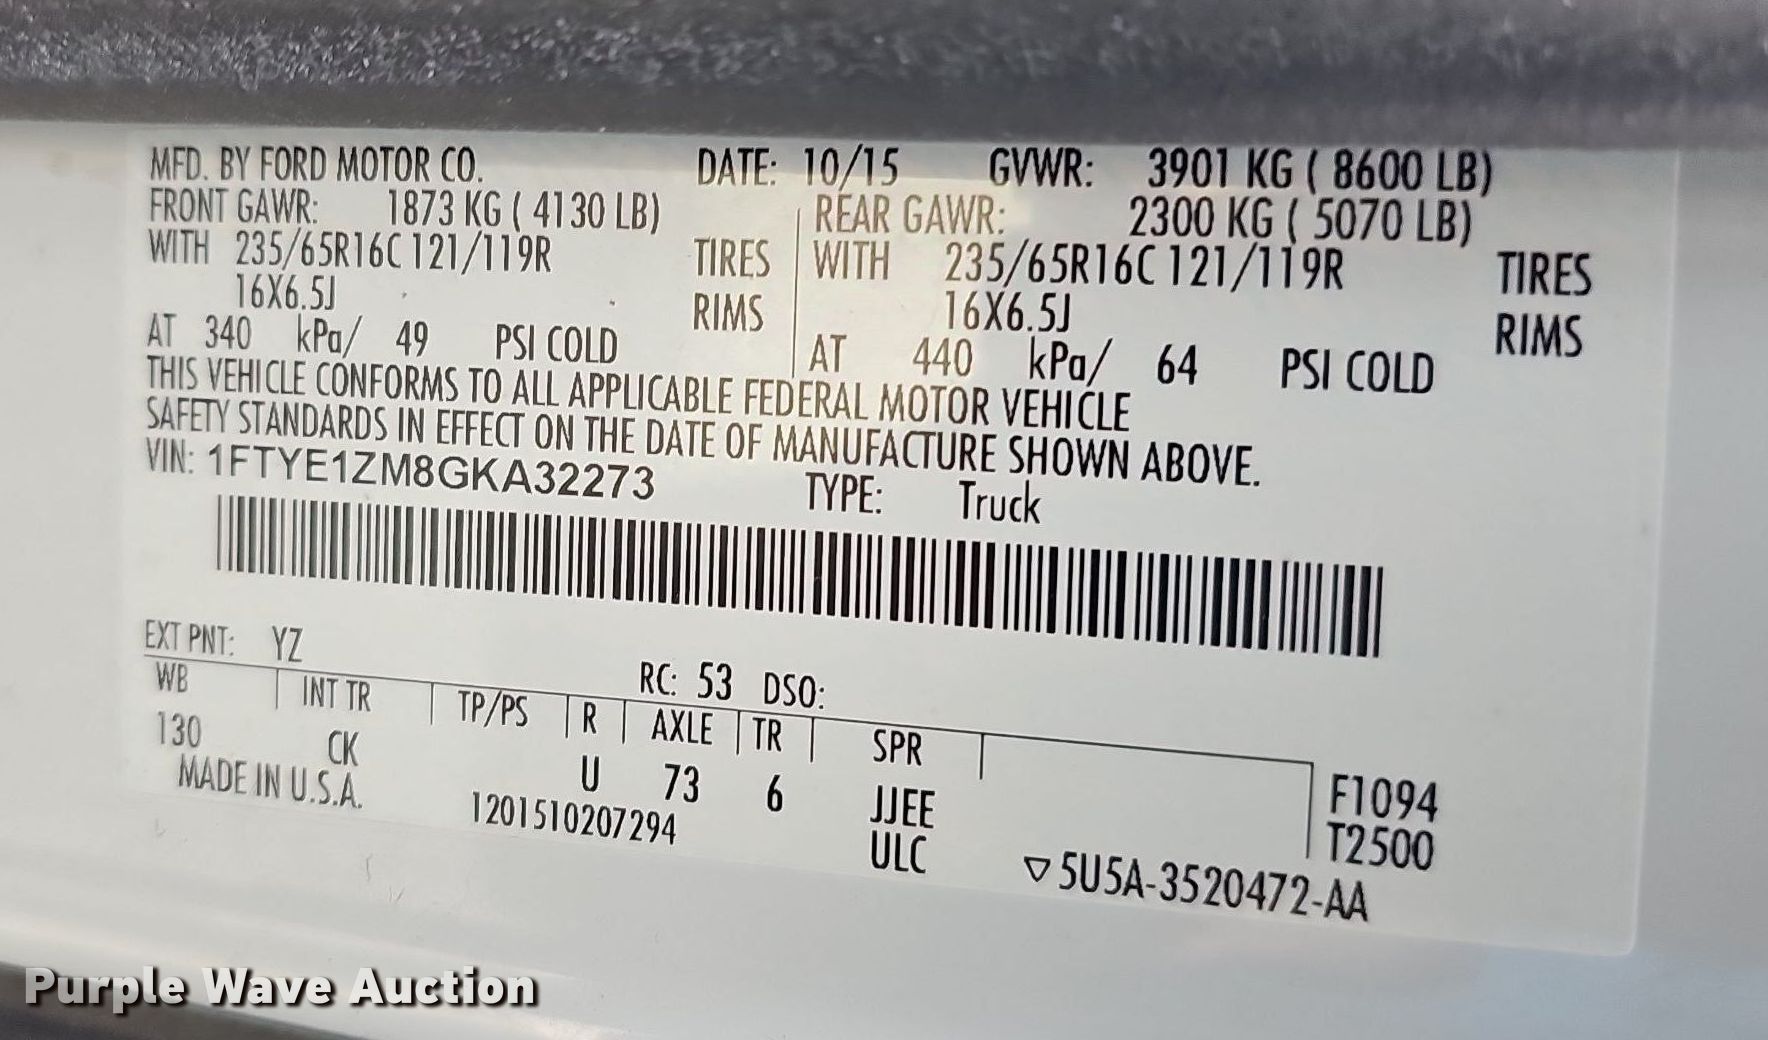 MFD. BY FORD MOTOR CO. DATE: 10/15 GVWR: 3901 KG ( 8600 LB)
FRONT GAWR: 1873 KG ( 4130 LB) REAR GAWR: 2300 KG ( 5070 LB)
WITH 235/65R16C 121/119R TIRES WITH 235/65R16C 121/119R TIRES
16X6.5J RIMS 16X6.5J RIMS
AT 340 kPa/ 49 PSI COLD AT 440 kPa/ 64 PSI COLD
THIS VEHICLE CONFORMS TO ALL APPLICABLE FEDERAL MOTOR VEHICLE
SAFETY STANDARDS IN EFFECT ON THE DATE OF MANUFACTURE SHOWN ABOVE.
VIN: 1FTYE1ZM8GKA32273 TYPE: Truck
EXT PNT: YZ RC: 53 DSO:
WB INT TR TP/PS R AXLE TR SPR
130 CK U 73 6 JJEE F1094
MADE IN U.S.A. 1201510207294 ULC T2500
▽5U5A-3520472-AA
Purple Wave Auction